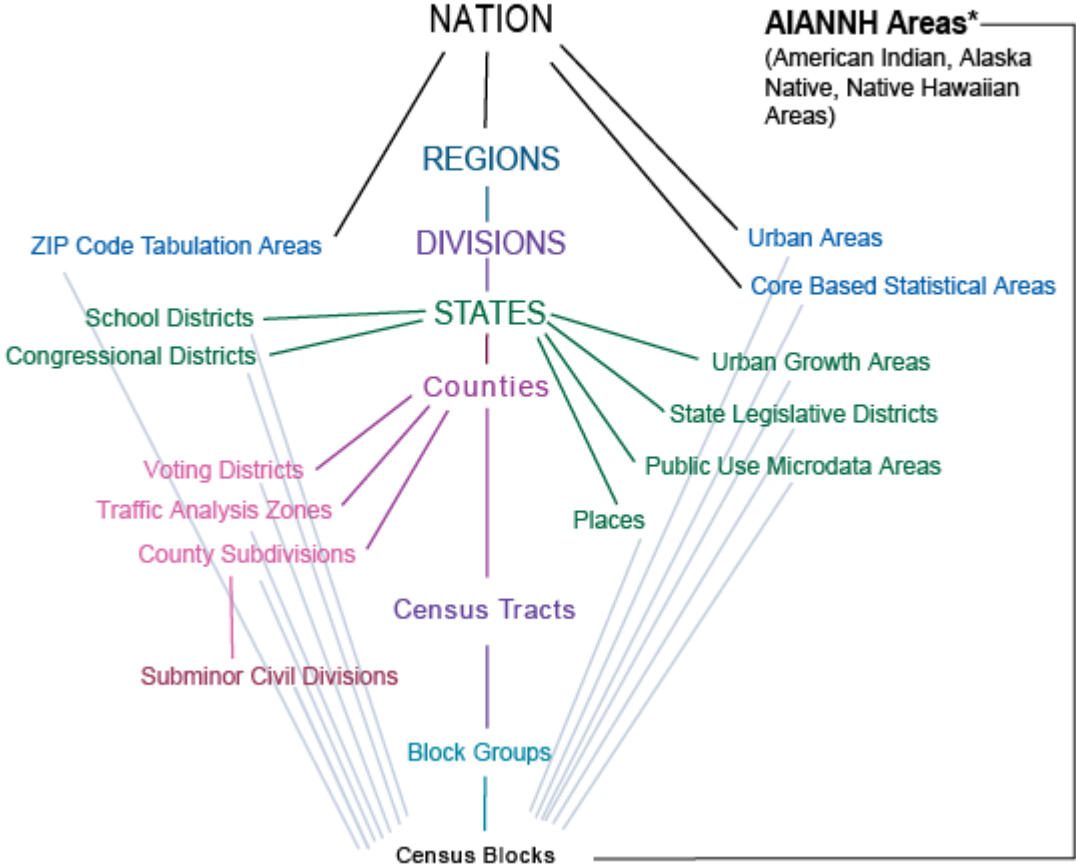 NATION
AIANNH Areas*
(American Indian, Alaska
Native, Native Hawaiian
Areas)
REGIONS
ZIP Code Tabulation Areas
DIVISIONS
Urban Areas
Core Based Statistical Areas
School Districts
STATES
Congressional Districts
Urban Growth Areas
Counties
State Legislative Districts
Voting Districts
Public Use Microdata Areas
Traffic Analysis Zones
Places
County Subdivisions
Census Tracts
Subminor Civil Divisions
Block Groups
Census Blocks